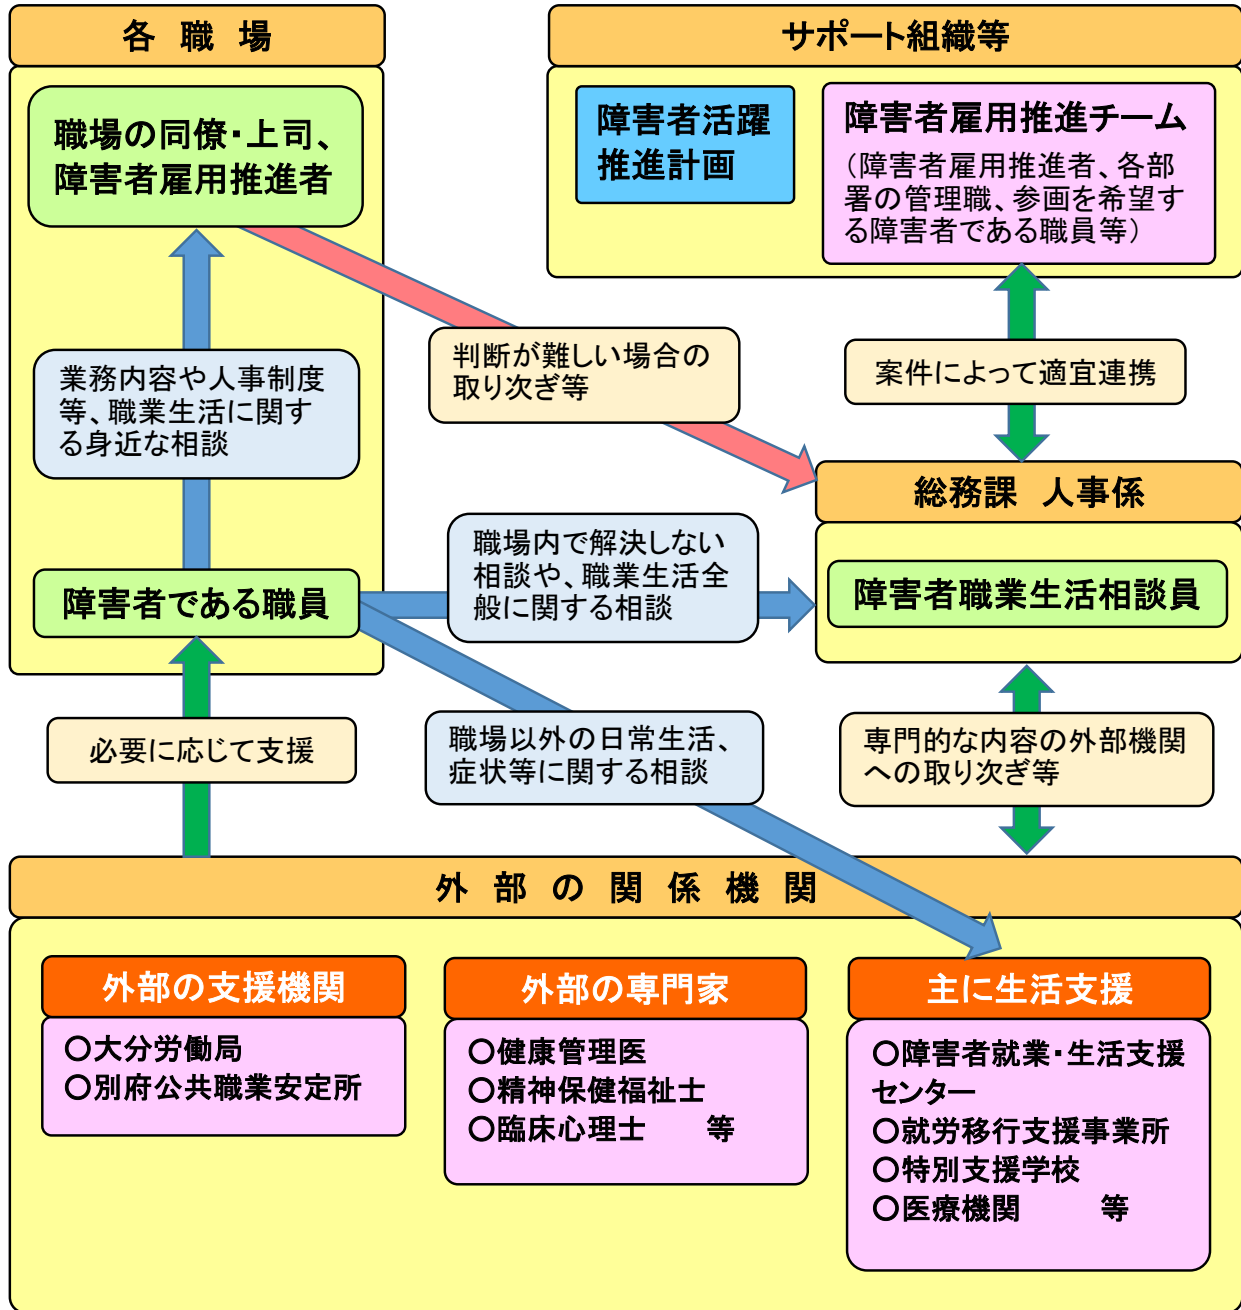 各 職 場
職場の同僚・上司、
障害者雇用推進者
業務内容や人事制度
等、職業生活に関す
る身近な相談
障害者である職員
サポート組織等
障害者活躍
推進計画
障害者雇用推進チーム
（障害者雇用推進者、各部
署の管理職、参画を希望す
る障害者である職員等）
判断が難しい場合の
取り次ぎ等
案件によって適宜連携
総務課 人事係
障害者職業生活相談員
職場内で解決しない
相談や、職業生活全
般に関する相談
必要に応じて支援
職場以外の日常生活、
症状等に関する相談
専門的な内容の外部機関
への取り次ぎ等
外 部 の 関 係 機 関
外部の支援機関
〇大分労働局
〇別府公共職業安定所
外部の専門家
〇健康管理医
〇精神保健福祉士
〇臨床心理士 等
主に生活支援
〇障害者就業・生活支援
センター
〇就労移行支援事業所
〇特別支援学校
〇医療機関 等